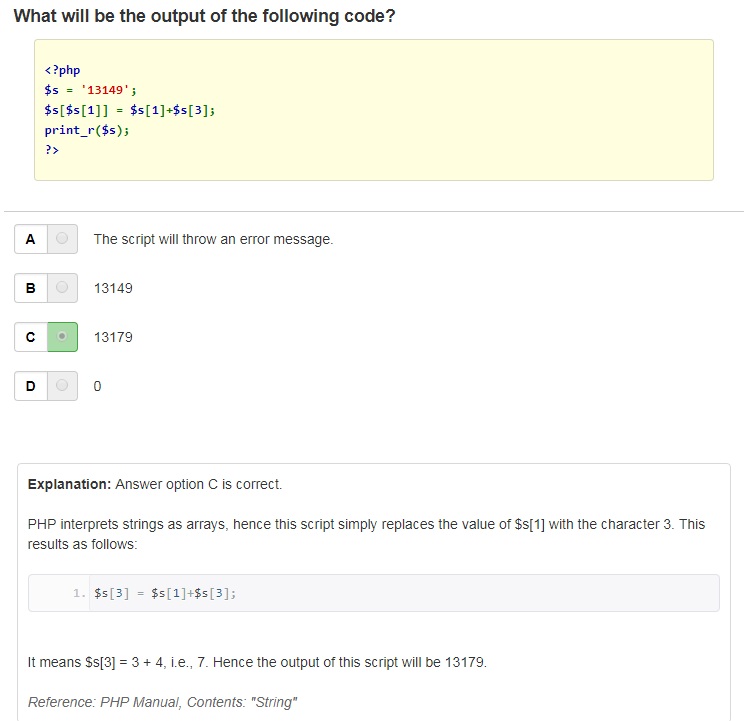 What will be the output of the following code?
<?php
$s = '13149';
$s[$s[1]] = $s[1]+$s[3];
print_r($s);
?>
A The script will throw an error message.
B 13149
C 13179
D 0
Explanation: Answer option C is correct.
PHP interprets strings as arrays, hence this script simply replaces the value of $s[1] with the character 3. This
results as follows:
1. $s[3] = $s[1]+$s[3];
It means $s[3] = 3 + 4, i.e., 7. Hence the output of this script will be 13179.
Reference: PHP Manual, Contents: "String"